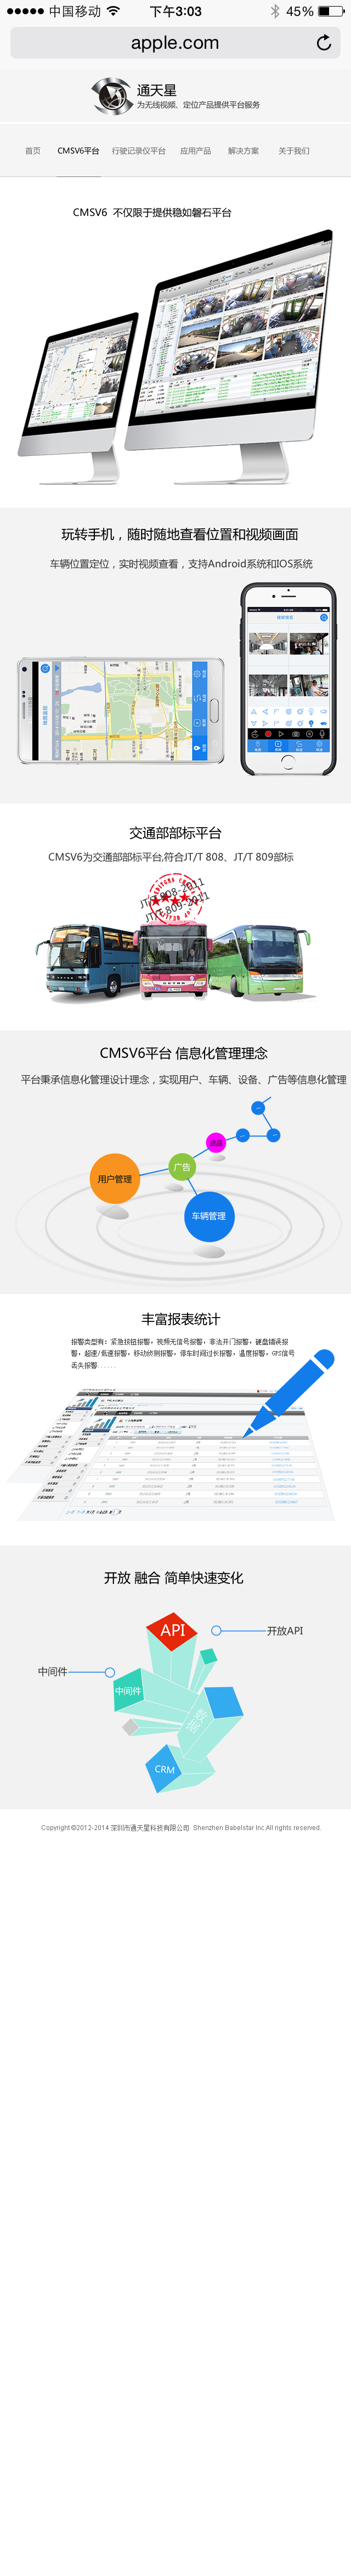 中国移动 下午3:03 45%
apple.com
通天星
为无线视频、定位产品提供平台服务
首页 CMSV6平台 行驶记录仪平台 应用产品 解决方案 关于我们
CMSV6 不仅限于提供稳如磐石平台
玩转手机，随时随地查看位置和视频画面
车辆位置定位，实时视频查看，支持Android系统和IOS系统
交通部部标平台
CMSV6为交通部部标平台,符合JT/T 808、JT/T 809部标
JT/T 808-2011
JT/T 809-2011
CMSV6平台 信息化管理理念
平台秉承信息化管理设计理念，实现用户、车辆、设备、广告等信息化管理
设备
广告
用户管理
车辆管理
丰富报表统计
报警类型有：紧急按钮报警，视频无信号报警，非法开门报警，硬盘错误报
警，超速/低速报警，移动侦测报警，停车时间过长报警，温度报警，GPS信号
丢失报警......
开放 融合 简单快速变化
API
开放API
中间件
中间件
数据
CRM
Copyright©2012-2014 深圳市通天星科技有限公司 Shenzhen Babelstar Inc.All rights reserved.